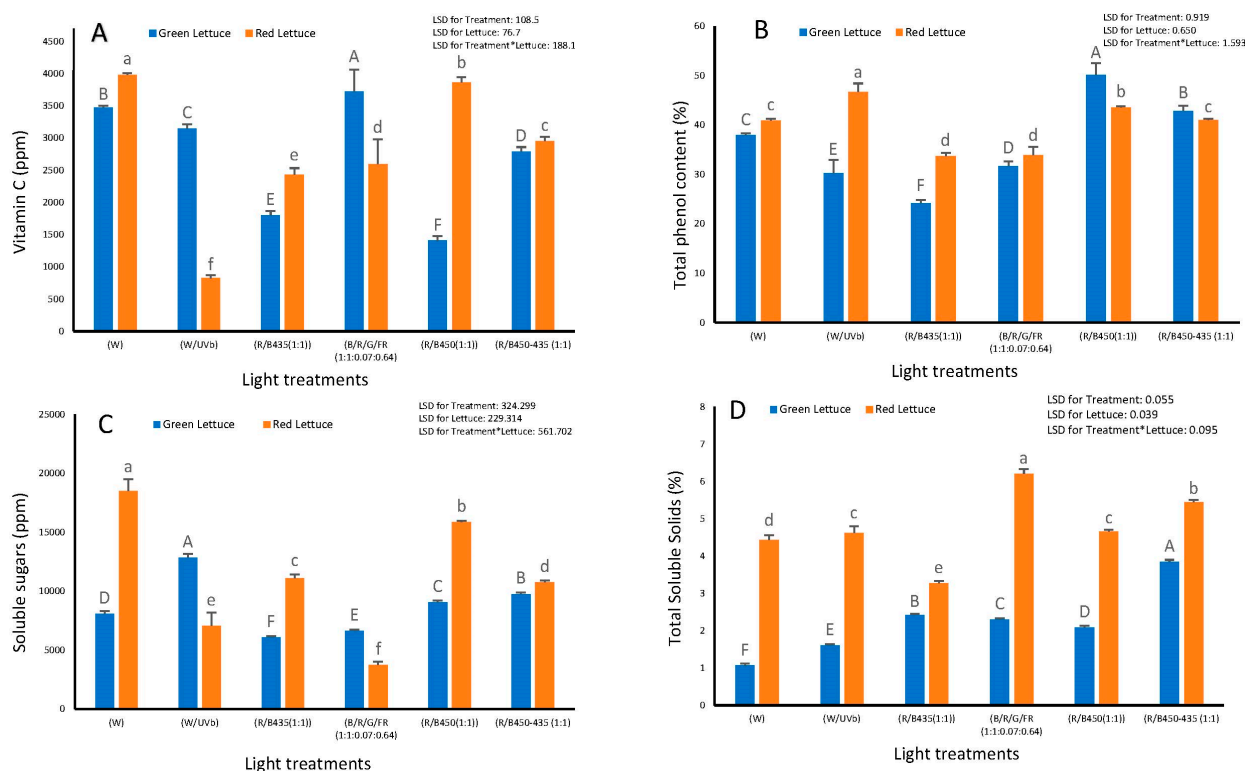 A
Green Lettuce
Red Lettuce
LSD for Treatment: 108.5
LSD for Lettuce: 76.7
LSD for Treatment*Lettuce: 188.1
Vitamin C (ppm)
4500
4000
3500
3000
2500
2000
1500
1000
500
0
B
a
C
f
E
e
A
d
F
b
D
c
(W)
(W/UVb)
(R/B435(1:1))
(B/R/G/FR
(1:1:0.07:0.64)
(R/B450(1:1))
(R/B450-435 (1:1)
Light treatments
B
Green Lettuce
Red Lettuce
LSD for Treatment: 0.919
LSD for Lettuce: 0.650
LSD for Treatment*Lettuce: 1.593
Total phenol content (%)
60
50
40
30
20
10
0
C
c
E
a
F
d
D
d
A
b
B
c
(W)
(W/UVb)
(R/B435(1:1))
(B/R/G/FR
(1:1:0.07:0.64)
(R/B450(1:1))
(R/B450-435 (1:1)
Light treatments
C
Green Lettuce
Red Lettuce
LSD for Treatment: 324.299
LSD for Lettuce: 229.314
LSD for Treatment*Lettuce: 561.702
Soluble sugars (ppm)
25000
20000
15000
10000
5000
0
D
a
A
e
F
c
E
f
C
b
B
d
(W)
(W/UVb)
(R/B435(1:1))
(B/R/G/FR
(1:1:0.07:0.64)
(R/B450(1:1))
(R/B450-435 (1:1)
Light treatments
D
Green Lettuce
Red Lettuce
LSD for Treatment: 0.055
LSD for Lettuce: 0.039
LSD for Treatment*Lettuce: 0.095
Total Soluble Solids (%)
8
7
6
5
4
3
2
1
0
F
d
E
c
B
e
C
a
D
c
A
b
(W)
(W/UVb)
(R/B435(1:1))
(B/R/G/FR
(1:1:0.07:0.64)
(R/B450(1:1))
(R/B450-435 (1:1)
Light treatments